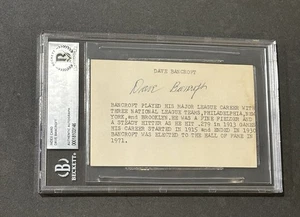 DAVE BANCROFT
Dave Bancroft
BANCROFT PLAYED HIS MAJOR LEAGUE CAREER WITH
THREE NATIONAL LEAGUE TEAMS, PHILADELPHIA, NEW
YORK, and BROOKLYN. HE WAS A FINE FIELDER AND
A STEADY HITTER AS HE HIT .279 IN 1913 GAMES
HIS CAREER STARTED IN 1915 and ENDED IN 1930
BANCROFT WAS ELECTED TO THE HALL OF FAME IN
1971.
BECKETT